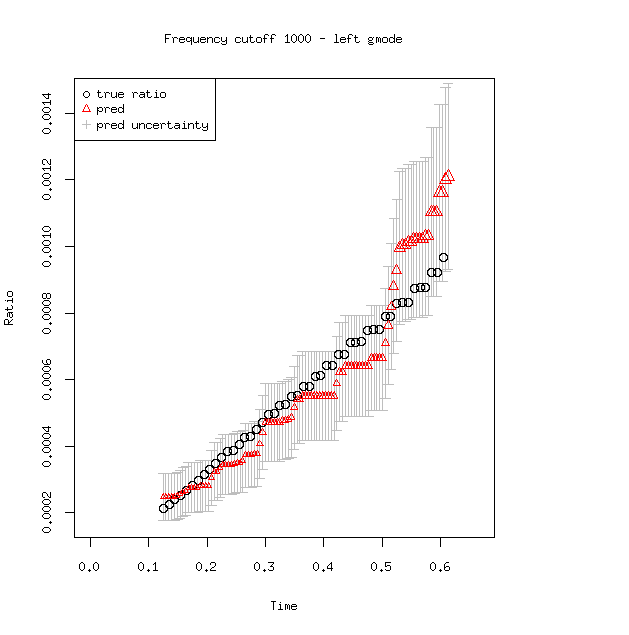 Frequency cutoff 1000 - left gmode
true ratio
pred
pred uncertainty
Ratio
0.0014
0.0012
0.0010
0.0008
0.0006
0.0004
0.0002
0.0 0.1 0.2 0.3 0.4 0.5 0.6
Time